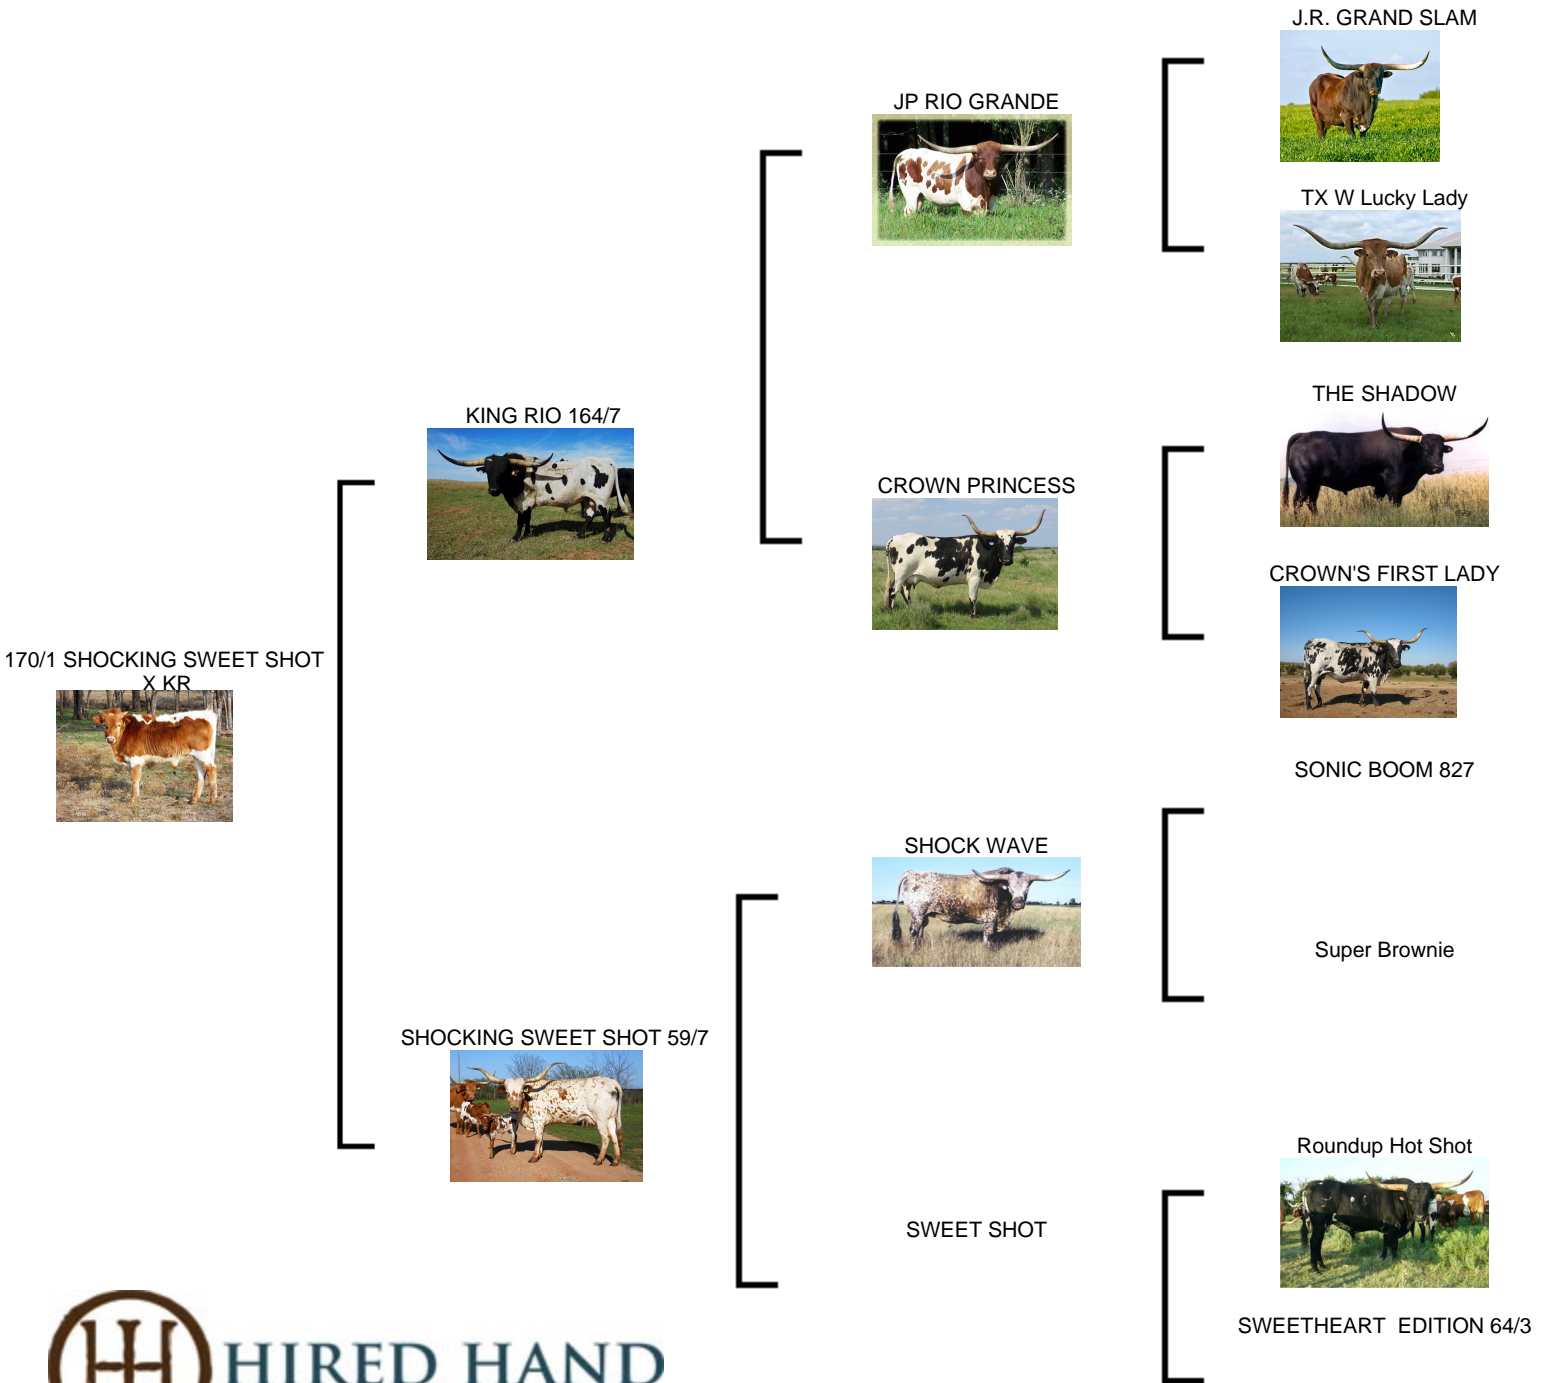 J.R. GRAND SLAM
JP RIO GRANDE
TX W Lucky Lady
THE SHADOW
KING RIO 164/7
CROWN PRINCESS
CROWN'S FIRST LADY
170/1 SHOCKING SWEET SHOT
X KR
SONIC BOOM 827
SHOCK WAVE
Super Brownie
SHOCKING SWEET SHOT 59/7
Roundup Hot Shot
SWEET SHOT
SWEETHEART  EDITION 64/3
HIRED HAND